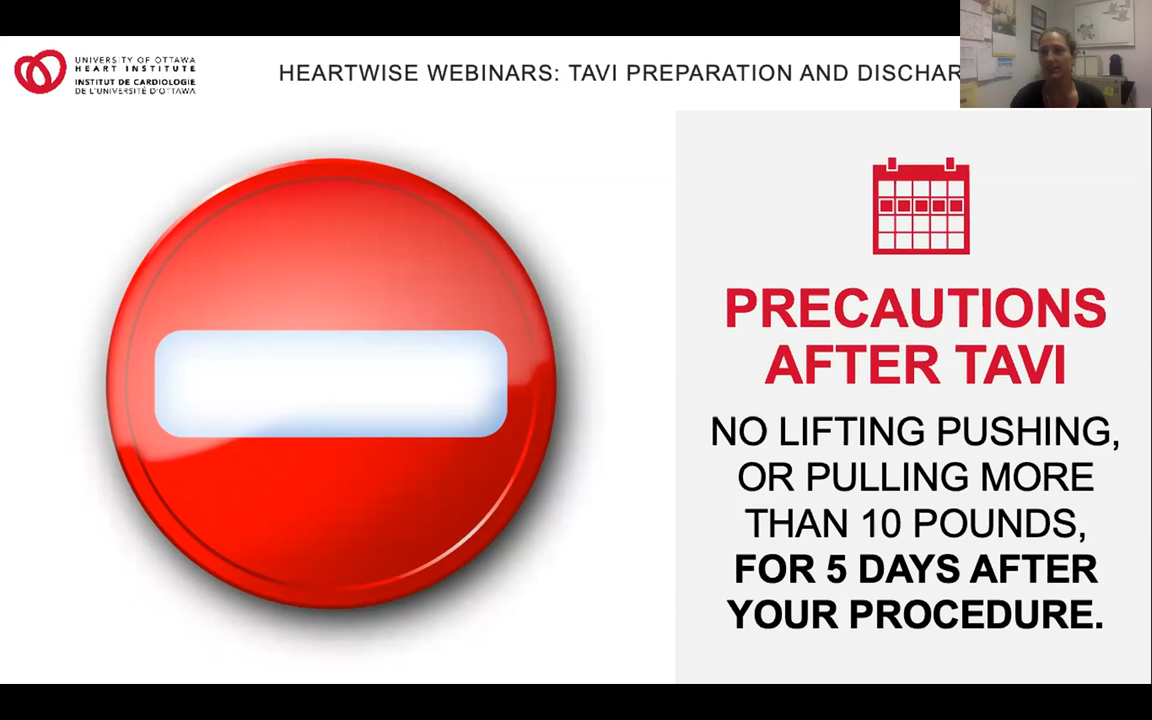 UNIVERSITY OF OTTAWA
HEART INSTITUTE
INSTITUT DE CARDIOLOGIE
DE L'UNIVERSITÉ D'OTTAWA
HEARTWISE WEBINARS: TAVI PREPARATION AND DISCHAR
PRECAUTIONS
AFTER TAVI
NO LIFTING PUSHING,
OR PULLING MORE
THAN 10 POUNDS,
FOR 5 DAYS AFTER
YOUR PROCEDURE.